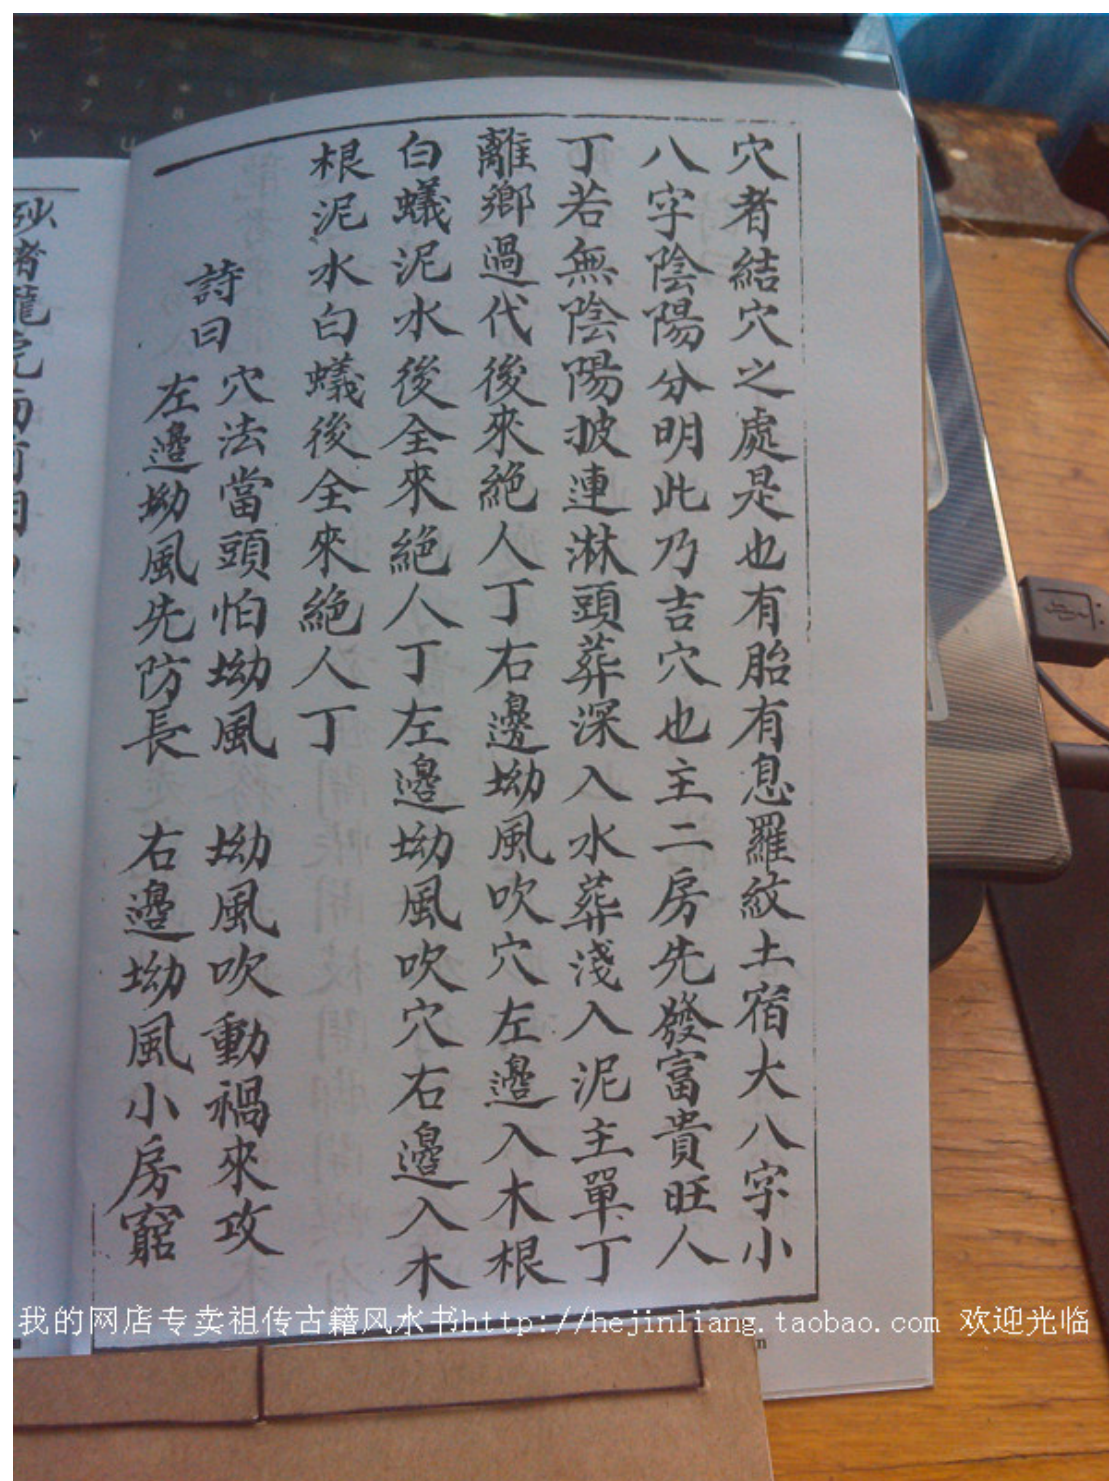 穴者結穴之處是也有胎有息羅紋土宿大八字小
八字陰陽分明此乃吉穴也主二房先發富貴旺人
丁若無陰陽披連淋頭葬深入水葬淺入泥主單丁
離鄉過代後來絕人丁右邊坳風吹穴左邊入木根
白蟻泥水後全來絕人丁左邊坳風吹穴右邊入木
根泥水白蟻後全來絕人丁
詩曰
穴法當頭怕坳風 坳風吹動禍來攻
左邊坳風先防長 右邊坳風小房窮
砂者龍虎
我的网店专卖祖传古籍风水书http://hejinliang.taobao.com 欢迎光临